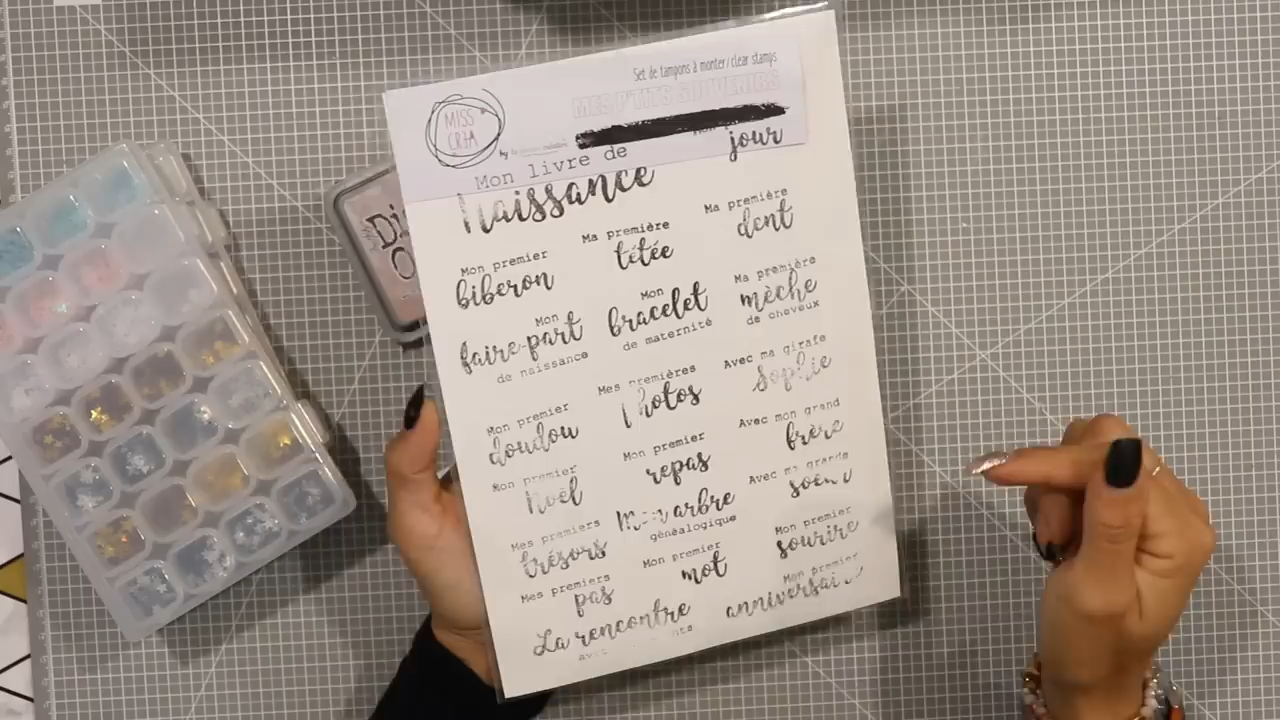 Set de tampons à monter/clear stamps
MES P'TITS SOUVENIRS
MISS
CRÉA
by
Mon livre de
Naissance
jour
Mon premier
biberon
Ma première
tétée
Ma première
dent
Mon
faire-part
de naissance
Mon
bracelet
de maternité
Ma première
mèche
de cheveux
Mon premier
doudou
Mes premières
Photos
Avec ma girafe
Sophie
Mon premier
Noël
Mon premier
repas
Avec mon grand
frère
Mes premiers
trésors
Mon arbre
généalogique
Avec ma grande
soeur
Mes premiers
pas
Mon premier
mot
Mon premier
sourire
La rencontre
avec
Mon premier
anniversaire
Di
O